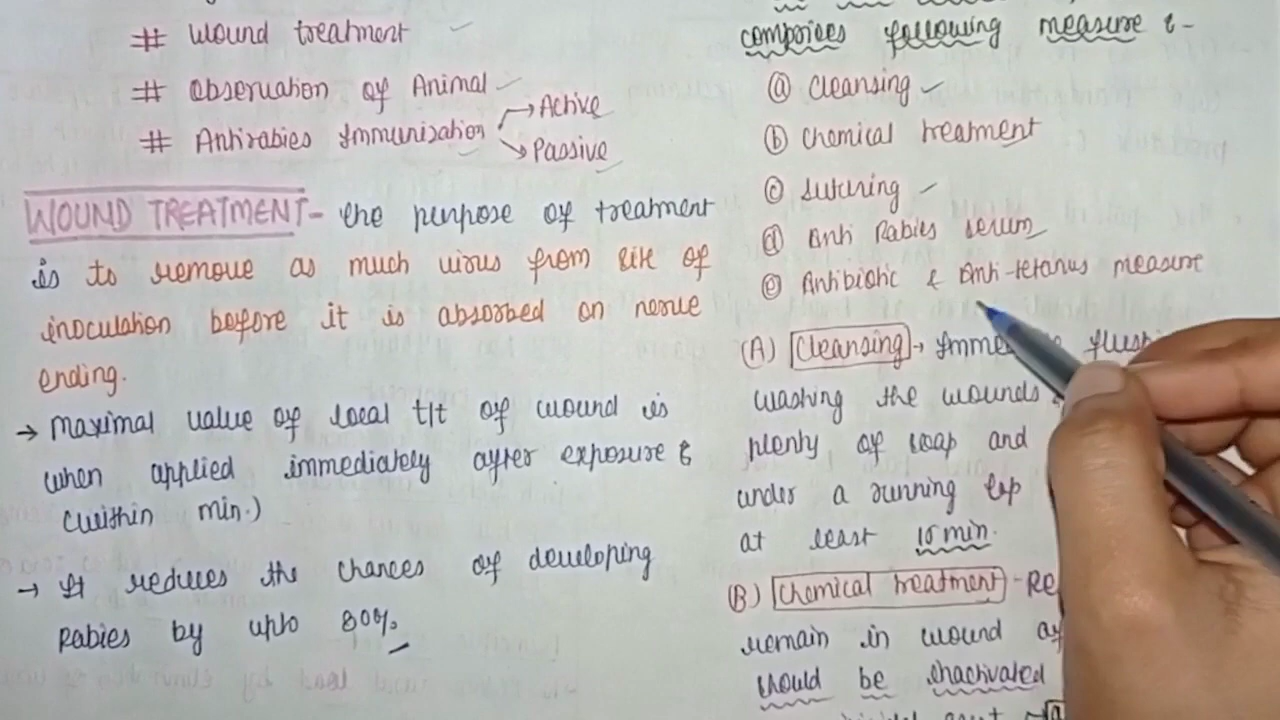 # Wound treatment
# Observation of Animal
# Antirabies Immunization
→ Active
→ Passive
WOUND TREATMENT- the purpose of treatment
is to remove as much virus from site of
inoculation before it is absorbed on nerve
ending.
→ Maximal value of local t/t of wound is
when applied immediately after exposure &
(within min.)
→ It reduces the chances of developing
Rabies by upto 80%
comprises following measure :-
ⓐ Cleansing
ⓑ Chemical treatment
ⓒ Suturing
ⓓ Anti Rabies serum
ⓔ Antibiotic & Anti-tetanus measure
(A) Cleansing →
washing the wounds
plenty of soap and
under a running tap
at least 15 min.
(B) Chemical treatment -
remain in wound
should be inactivated